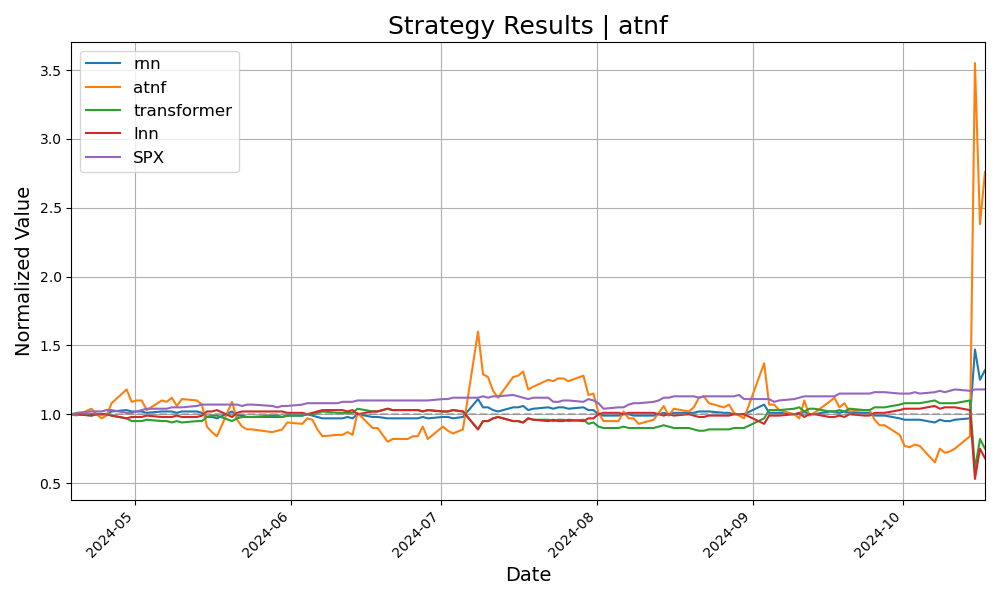 Strategy Results | atnf
rnn
atnf
transformer
lnn
SPX
Normalized Value
3.5
3.0
2.5
2.0
1.5
1.0
0.5
2024-05
2024-06
2024-07
2024-08
2024-09
2024-10
Date